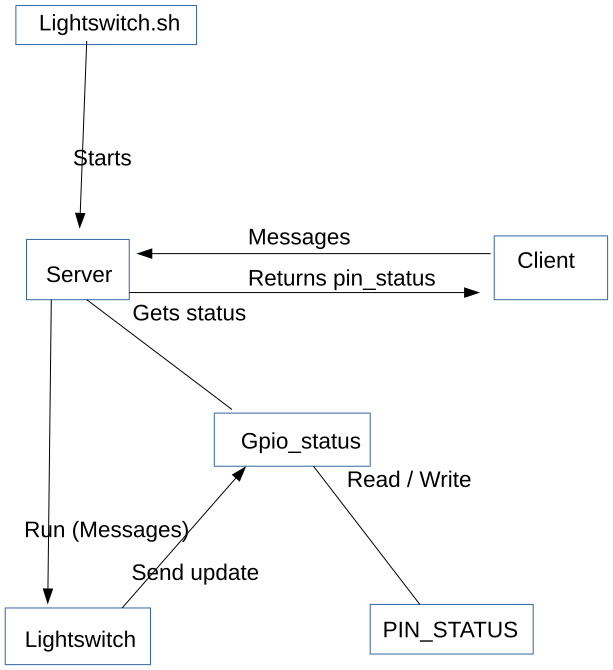 Lightswitch.sh
Starts
Messages
Client
Server
Returns pin_status
Gets status
Gpio_status
Read / Write
Run (Messages)
Send update
PIN_STATUS
Lightswitch